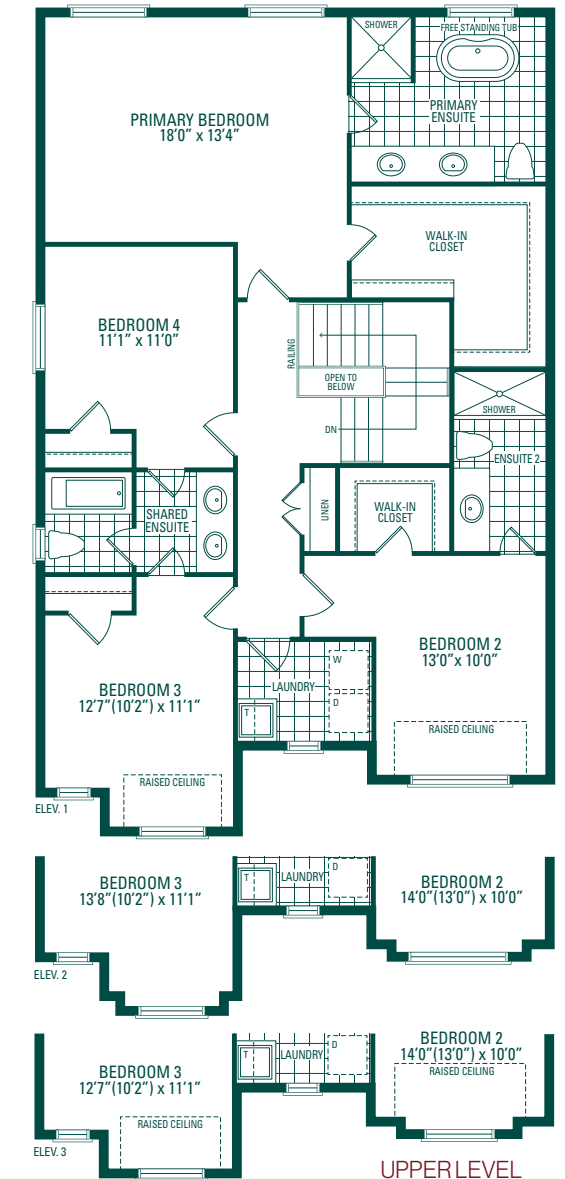 SHOWER
FREE STANDING TUB
PRIMARY BEDROOM
18'0" x 13'4"
PRIMARY
ENSUITE
WALK-IN
CLOSET
BEDROOM 4
11'1" x 11'0"
RAILING
OPEN TO
BELOW
DN
SHOWER
ENSUITE 2
SHARED
ENSUITE
LINEN
WALK-IN
CLOSET
BEDROOM 2
13'0"x 10'0"
W
LAUNDRY
D
T
BEDROOM 3
12'7"(10'2") x 11'1"
RAISED CEILING
RAISED CEILING
ELEV. 1
BEDROOM 3
13'8"(10'2") x 11'1"
T
LAUNDRY
D
BEDROOM 2
14'0"(13'0") x 10'0"
ELEV. 2
BEDROOM 3
12'7"(10'2") x 11'1"
T
LAUNDRY
D
BEDROOM 2
14'0"(13'0") x 10'0"
RAISED CEILING
RAISED CEILING
ELEV. 3
UPPER LEVEL